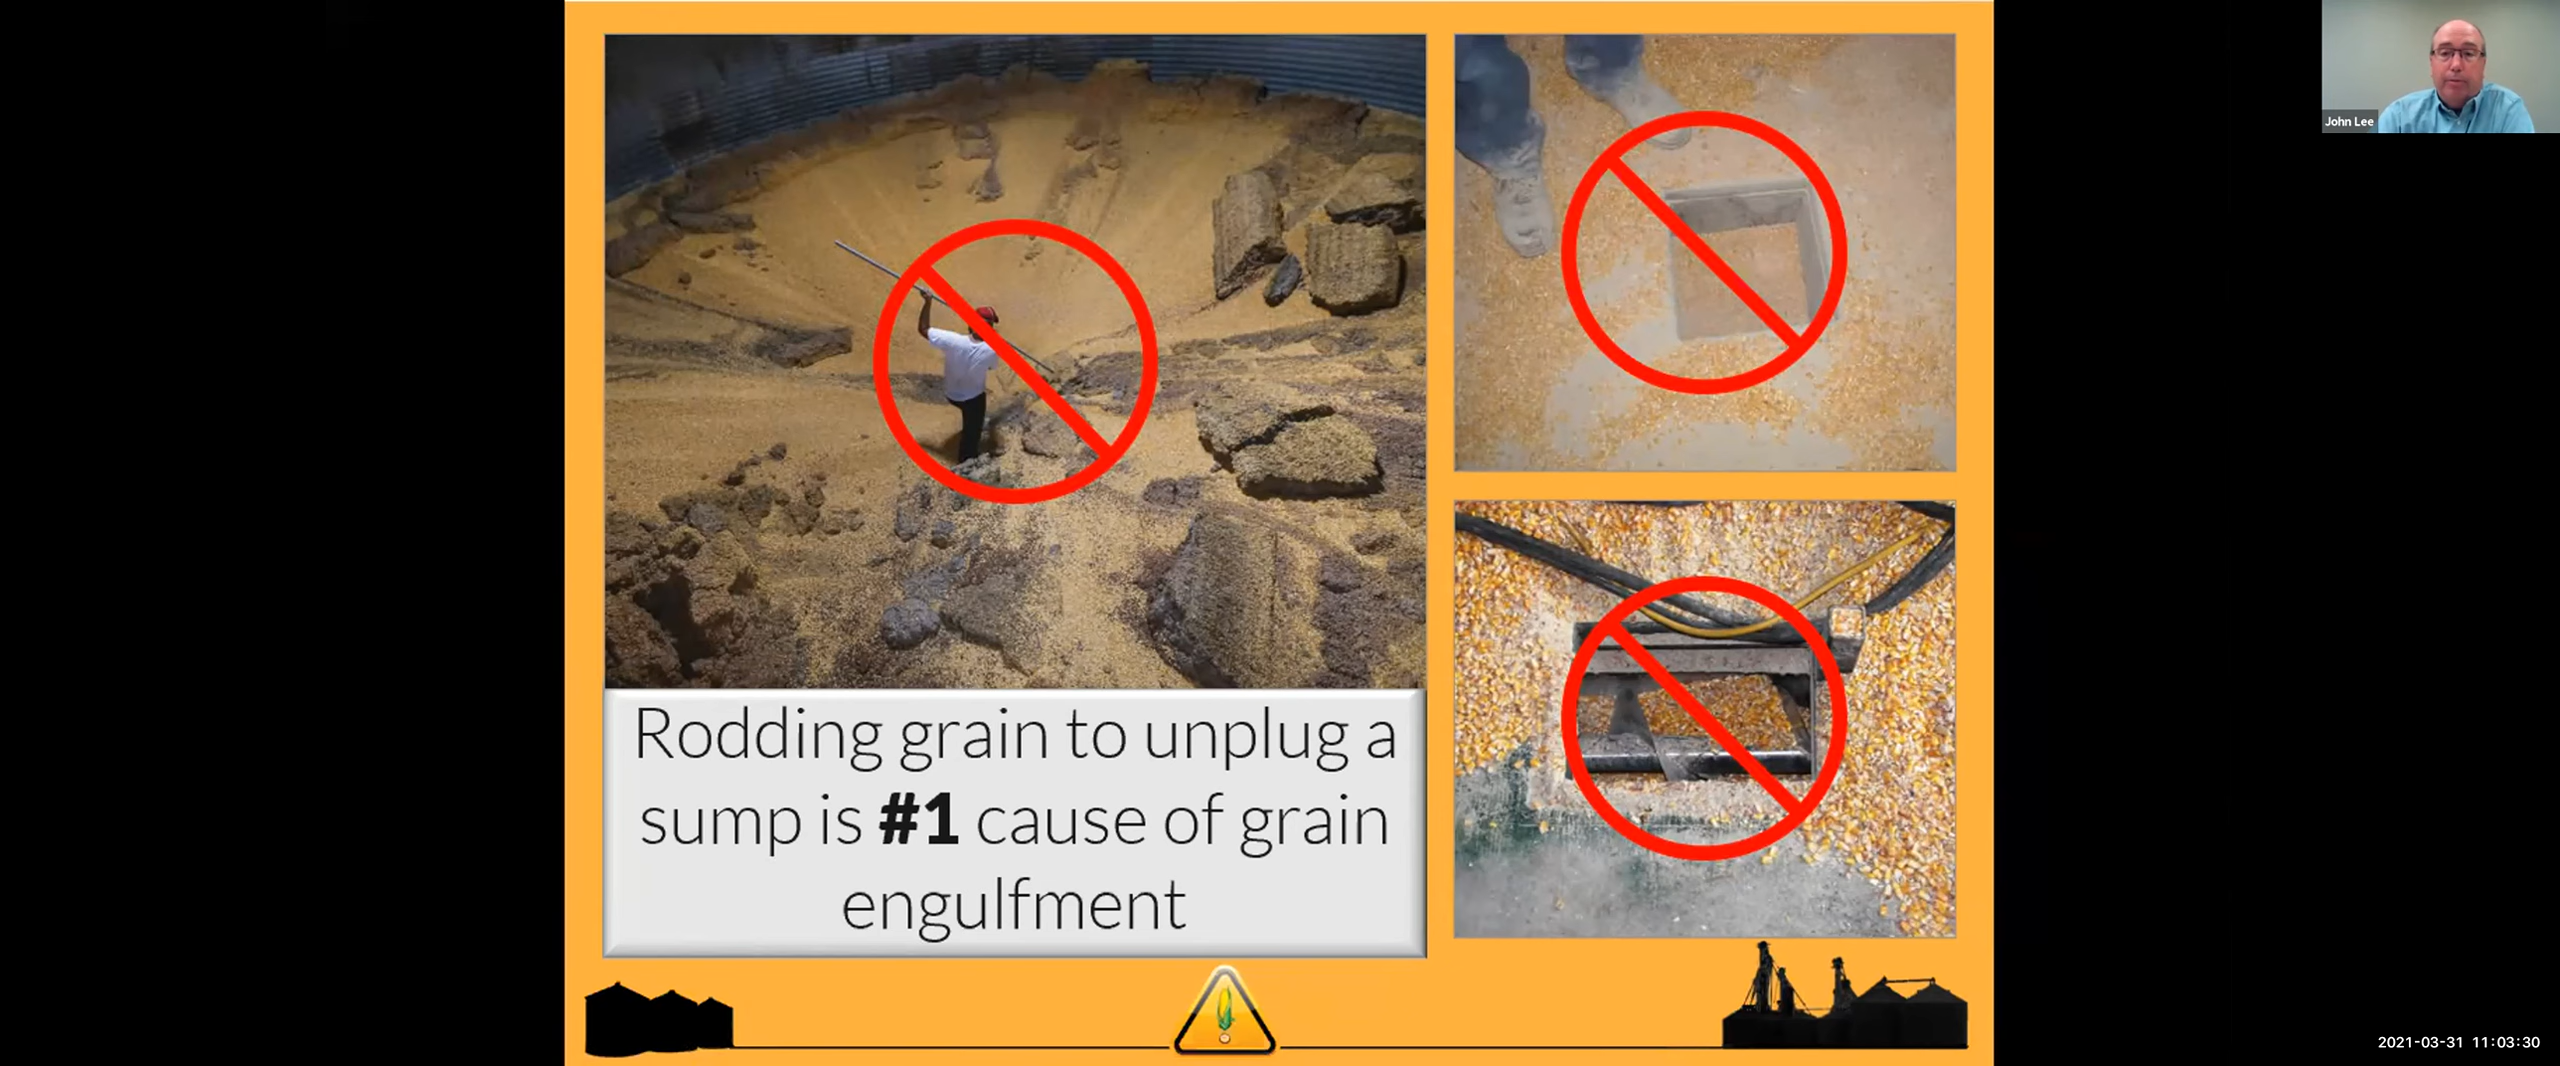 John Lee
Rodding grain to unplug a
sump is #1 cause of grain
engulfment
2021-03-31 11:03:30